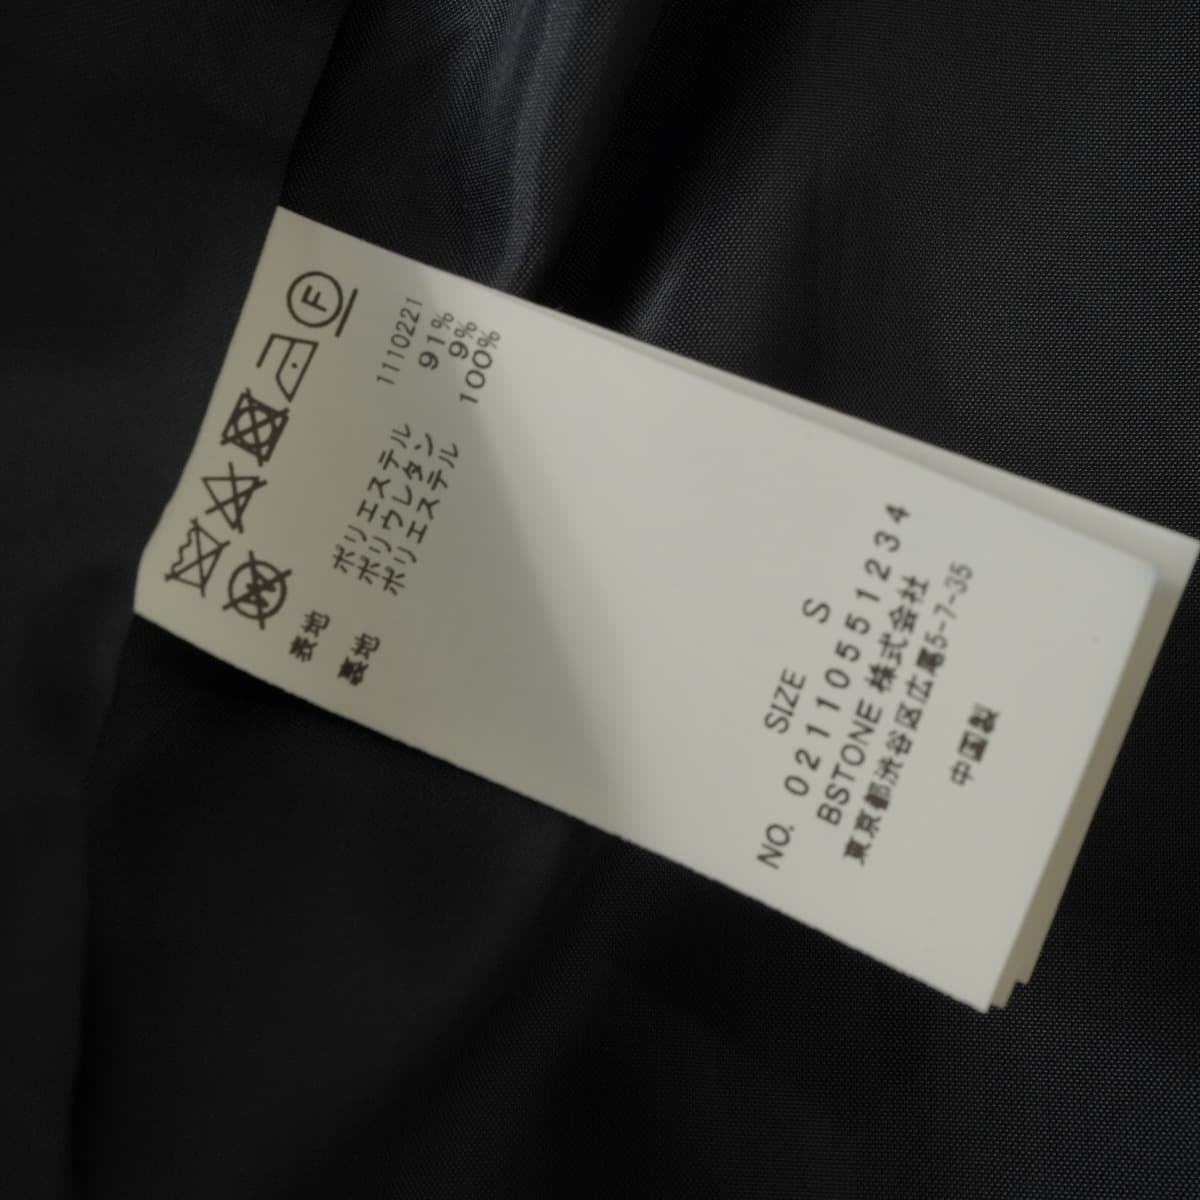 F
W
1110221
表地 ポリエステル 91%
ポリウレタン 9%
裏地 ポリエステル 100%
SIZE S
NO. 021110551234
BSTONE 株式会社
東京都渋谷区広尾5-7-35
中国製